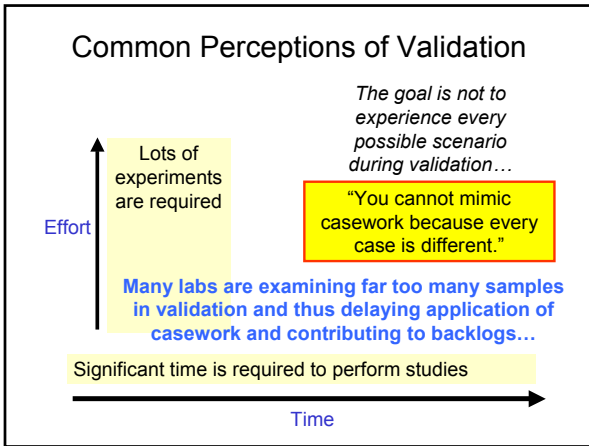 Common Perceptions of Validation
The goal is not to
experience every
possible scenario
during validation…
Lots of
experiments
are required
“You cannot mimic
casework because every
case is different.”
Effort
Many labs are examining far too many samples
in validation and thus delaying application of
casework and contributing to backlogs…
Significant time is required to perform studies
Time